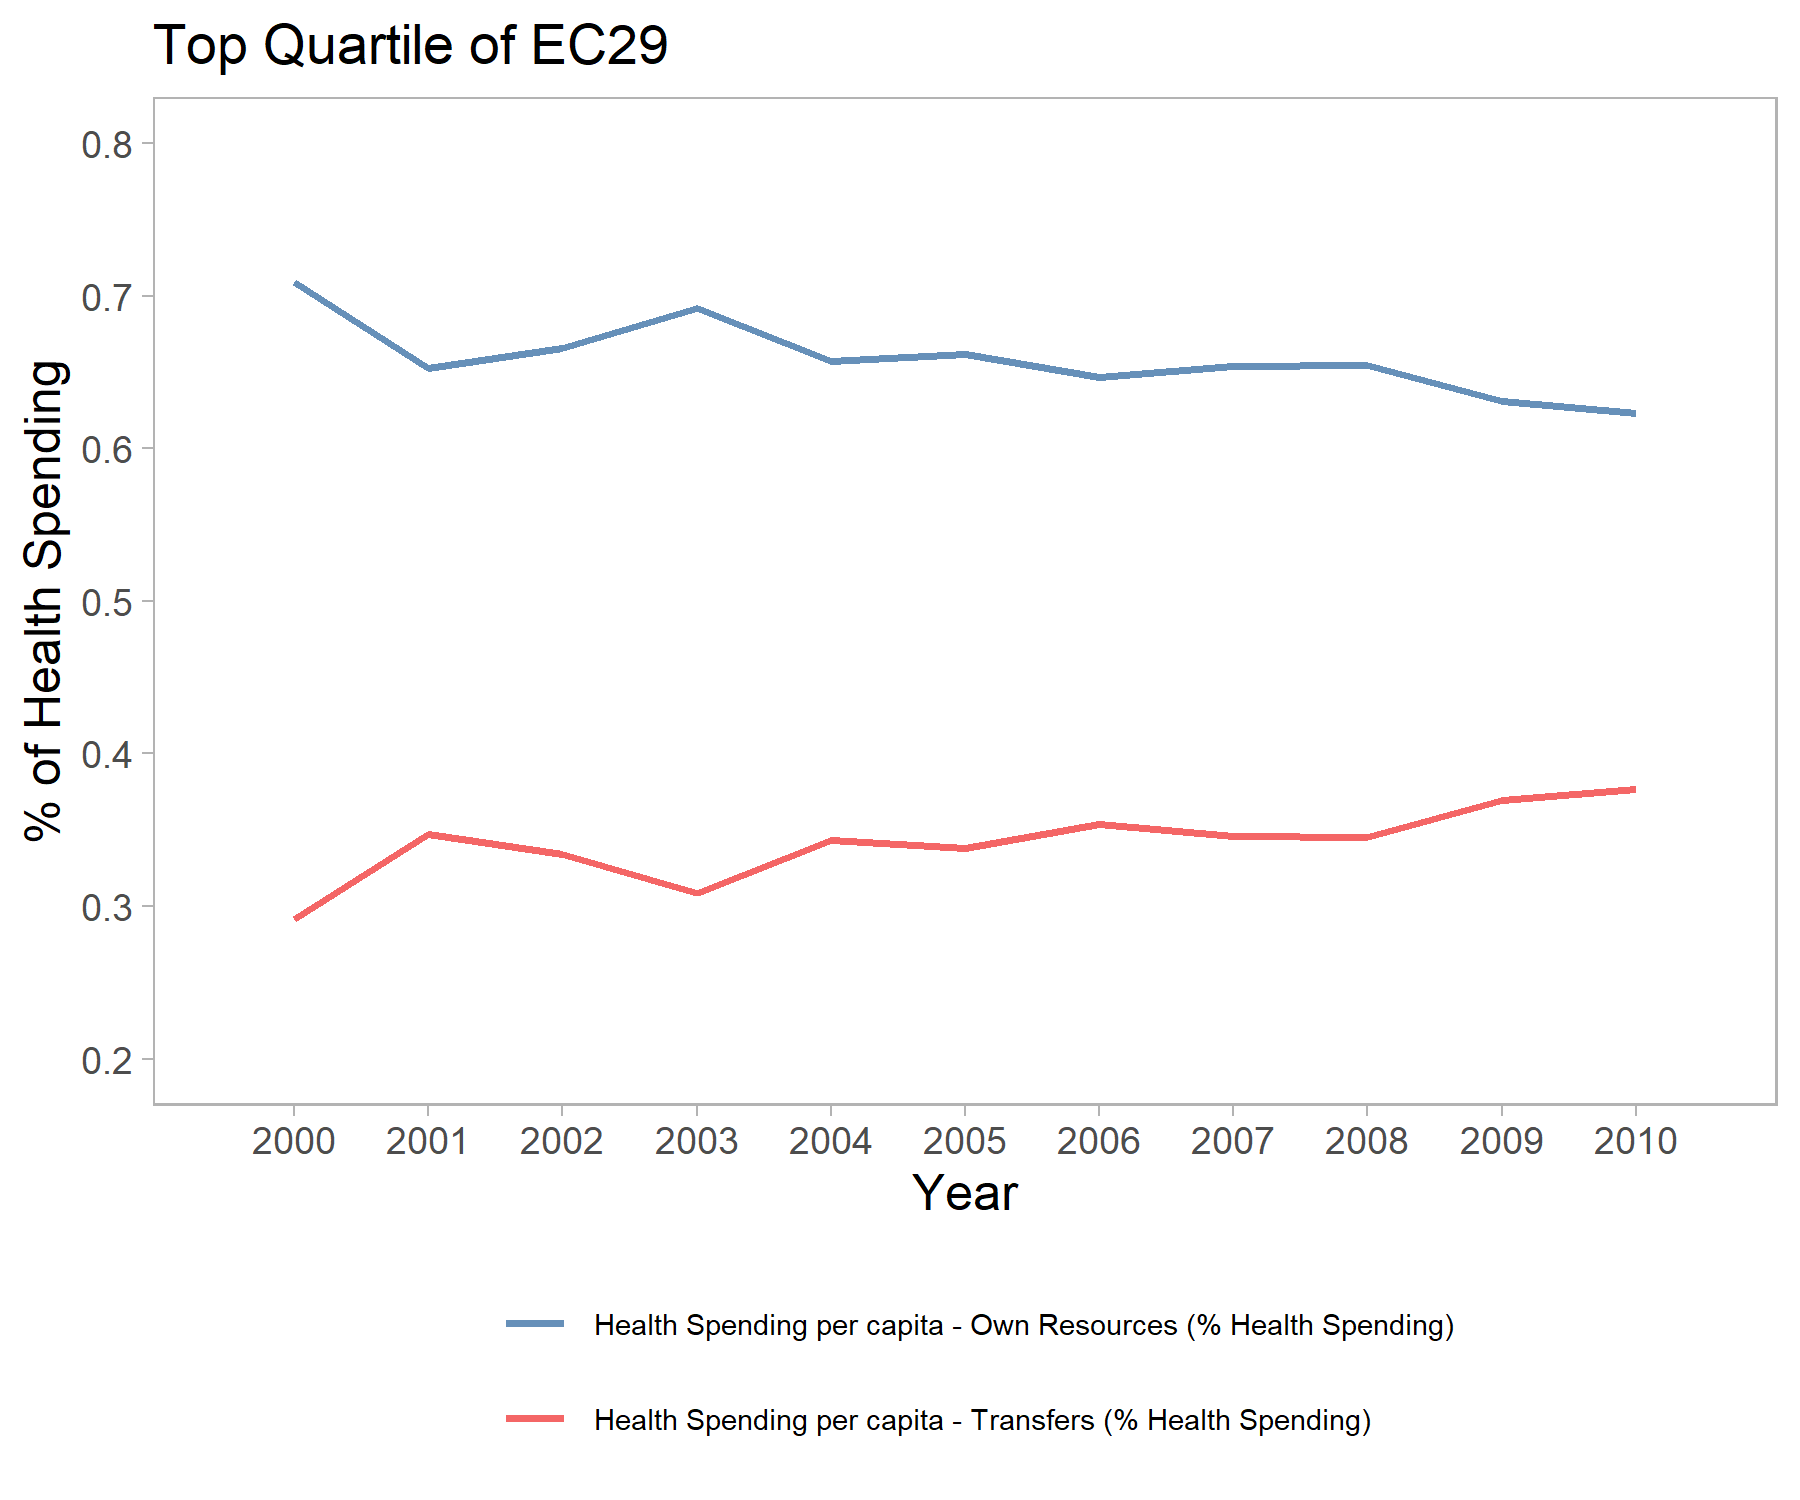 Top Quartile of EC29
% of Health Spending
0.8
0.7
0.6
0.5
0.4
0.3
0.2
2000 2001 2002 2003 2004 2005 2006 2007 2008 2009 2010
Year
Health Spending per capita - Own Resources (% Health Spending)
Health Spending per capita - Transfers (% Health Spending)